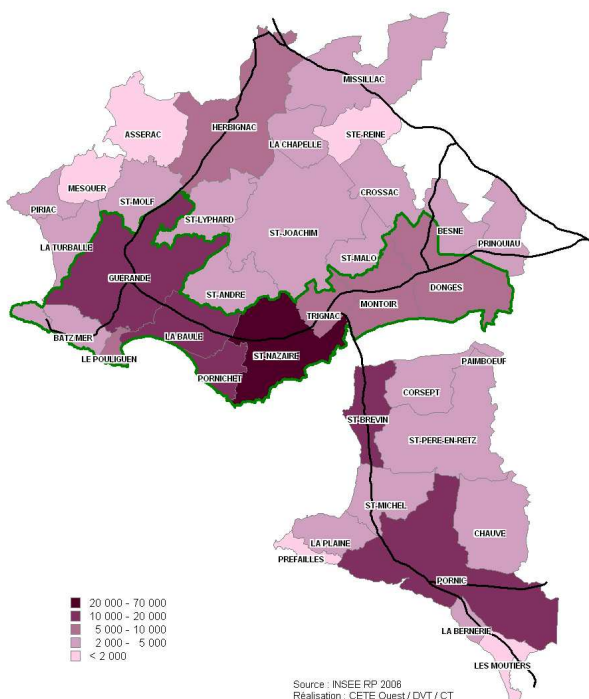 MISSILLAC
HERBIGNAC
ASSERAC
STE-REINE
LA CHAPELLE
MESQUER
CROSSAC
ST-MOLF
PIRIAC
ST-LYPHARD
BESNE
ST-JOACHIM
PRINQUIAU
LA TURBALLE
ST-MALO
GUERANDE
DONGES
ST-ANDRE
MONTOIR
TRIGNAC
BATZ/MER
LA BAULE
LE POULIGUEN
ST-NAZAIRE
PAIMBOEUF
PORNICHET
CORSEPT
ST-BREVIN
ST-PERE-EN-RETZ
ST-MICHEL
CHAUVE
LA PLAINE
PREFAILLES
PORNIC
20 000 - 70 000
10 000 - 20 000
5 000 - 10 000
2 000 - 5 000
< 2 000
LA BERNERIE
LES MOUTIERS
Source : INSEE RP 2006
Réalisation : CETE Ouest / DVT / CT